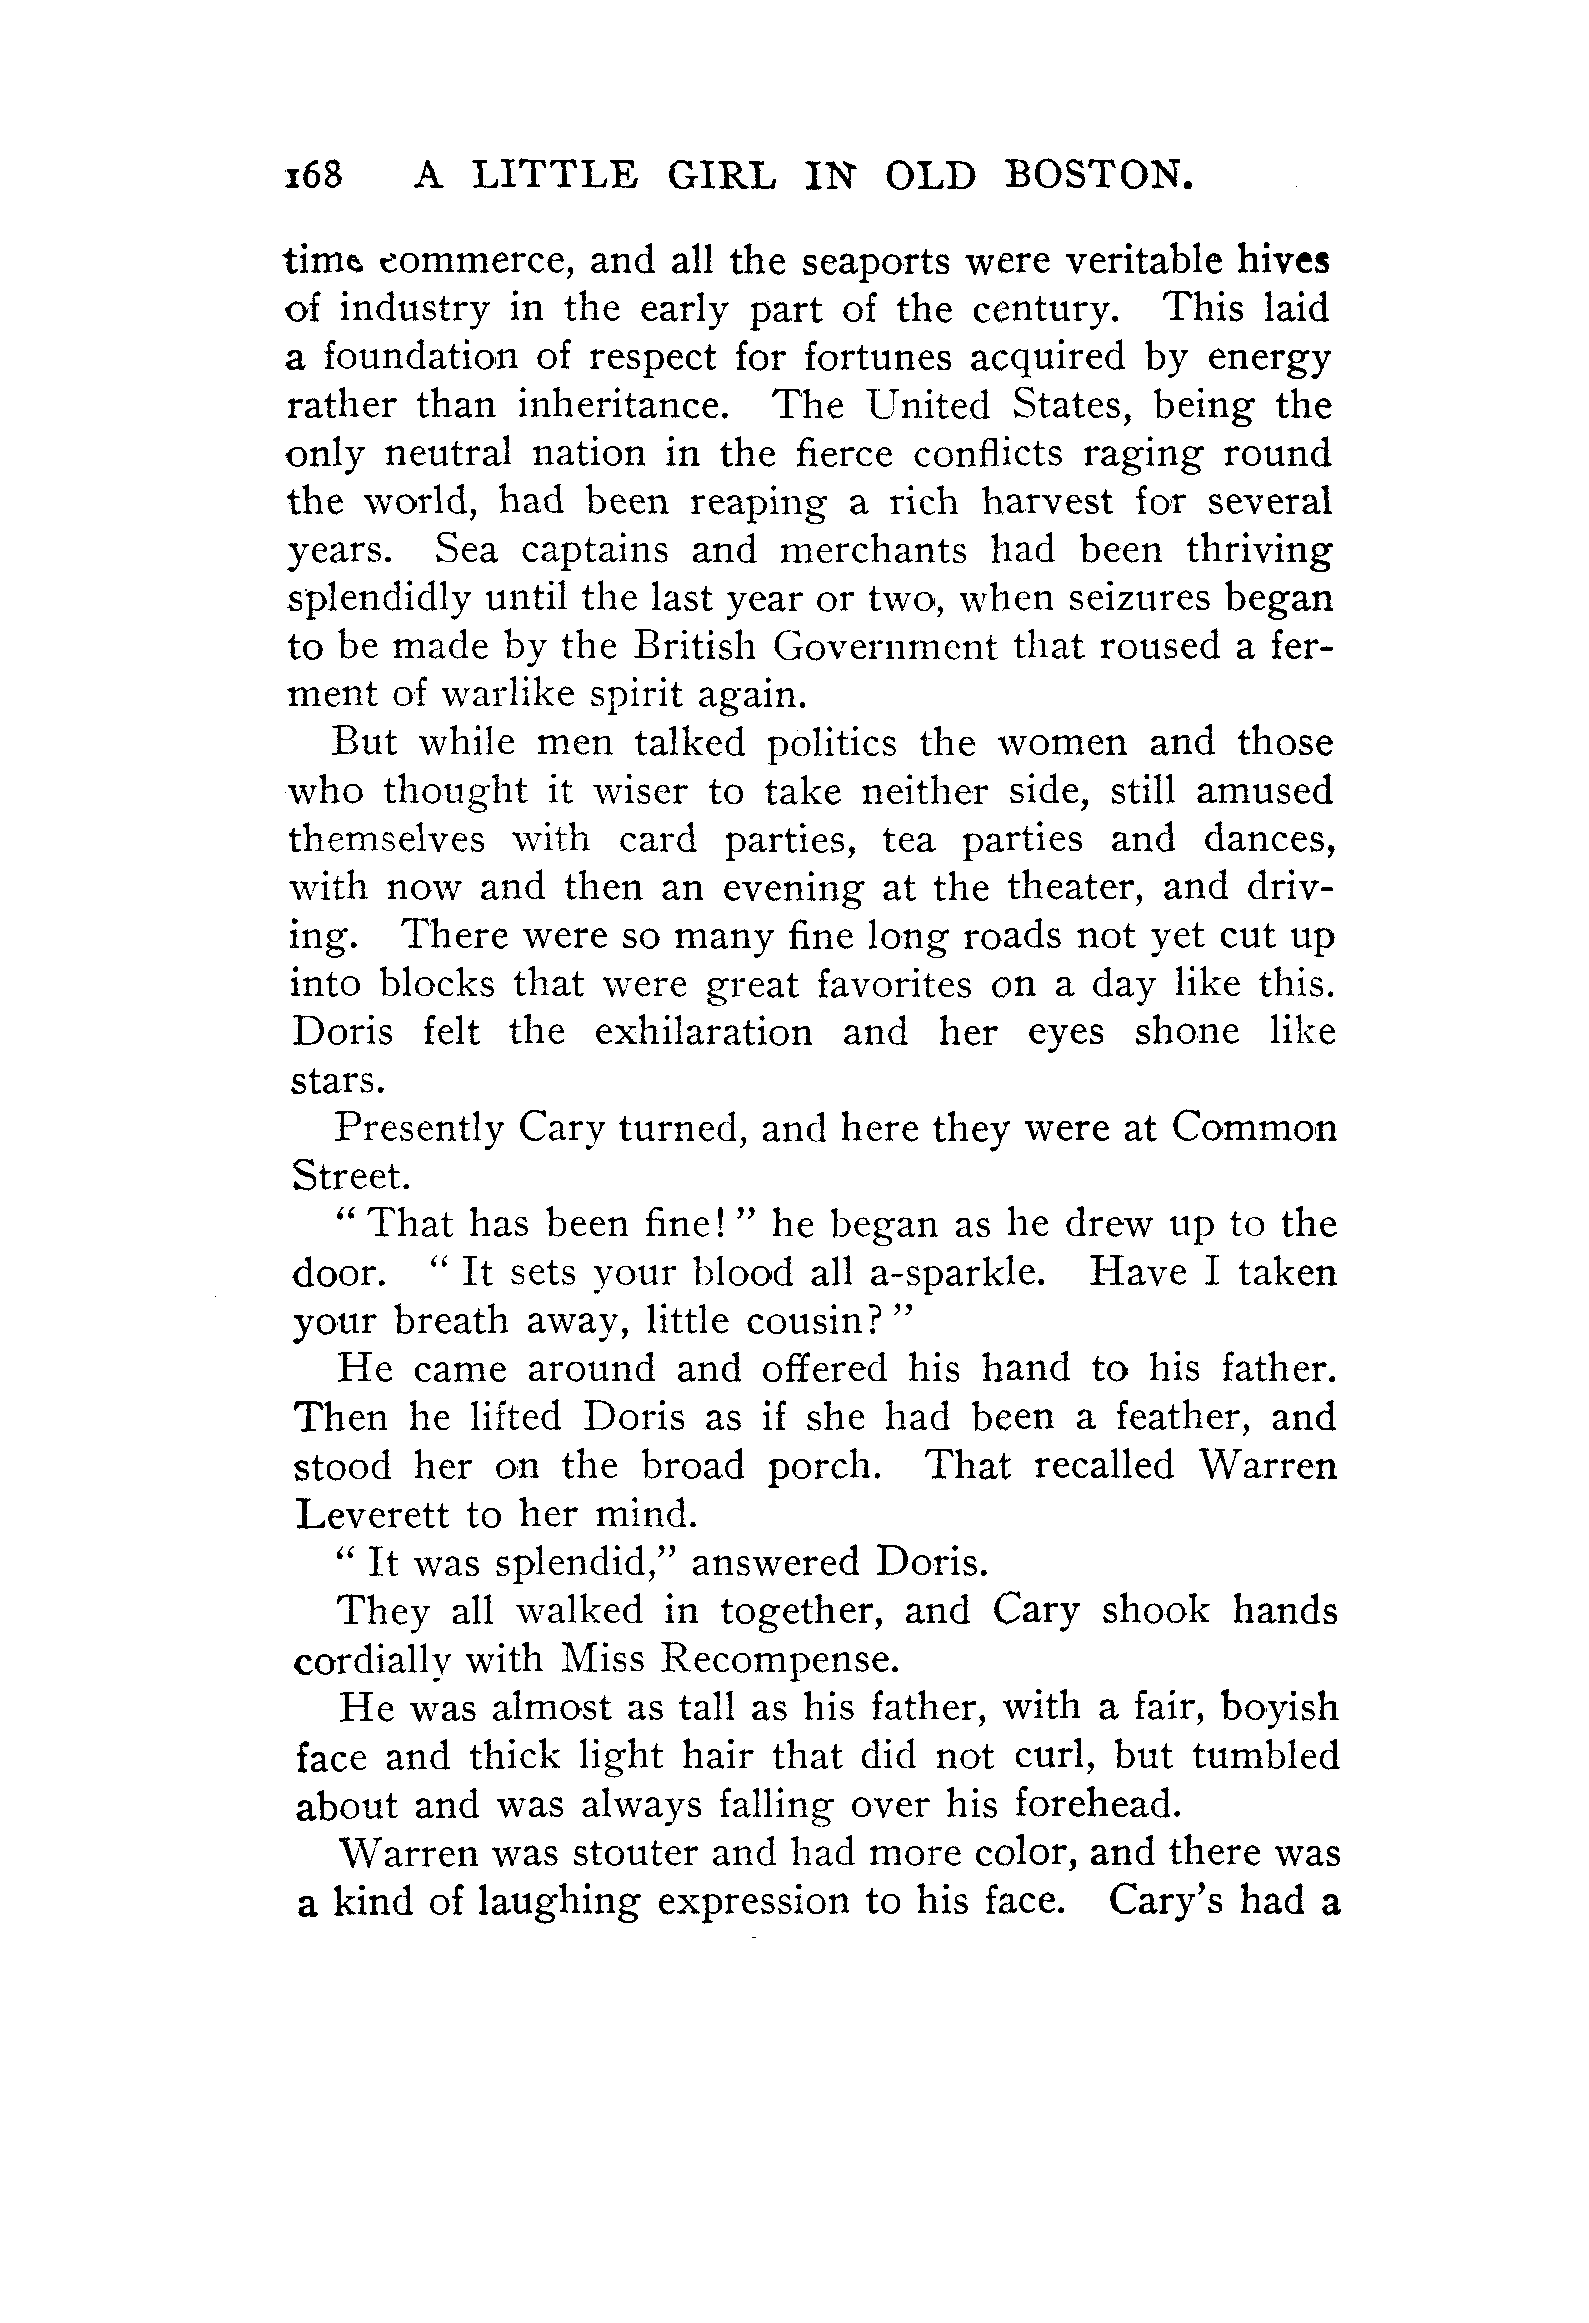 168 A LITTLE GIRL IN OLD BOSTON.
time commerce, and all the seaports were veritable hives
of industry in the early part of the century. This laid
a foundation of respect for fortunes acquired by energy
rather than inheritance. The United States, being the
only neutral nation in the fierce conflicts raging round
the world, had been reaping a rich harvest for several
years. Sea captains and merchants had been thriving
splendidly until the last year or two, when seizures began
to be made by the British Government that roused a fer-
ment of warlike spirit again.
But while men talked politics the women and those
who thought it wiser to take neither side, still amused
themselves with card parties, tea parties and dances,
with now and then an evening at the theater, and driv-
ing. There were so many fine long roads not yet cut up
into blocks that were great favorites on a day like this.
Doris felt the exhilaration and her eyes shone like
stars.
Presently Cary turned, and here they were at Common
Street.
“ That has been fine! ” he began as he drew up to the
door. “ It sets your blood all a-sparkle. Have I taken
your breath away, little cousin? ”
He came around and offered his hand to his father.
Then he lifted Doris as if she had been a feather, and
stood her on the broad porch. That recalled Warren
Leverett to her mind.
“ It was splendid,” answered Doris.
They all walked in together, and Cary shook hands
cordially with Miss Recompense.
He was almost as tall as his father, with a fair, boyish
face and thick light hair that did not curl, but tumbled
about and was always falling over his forehead.
Warren was stouter and had more color, and there was
a kind of laughing expression to his face. Cary’s had a